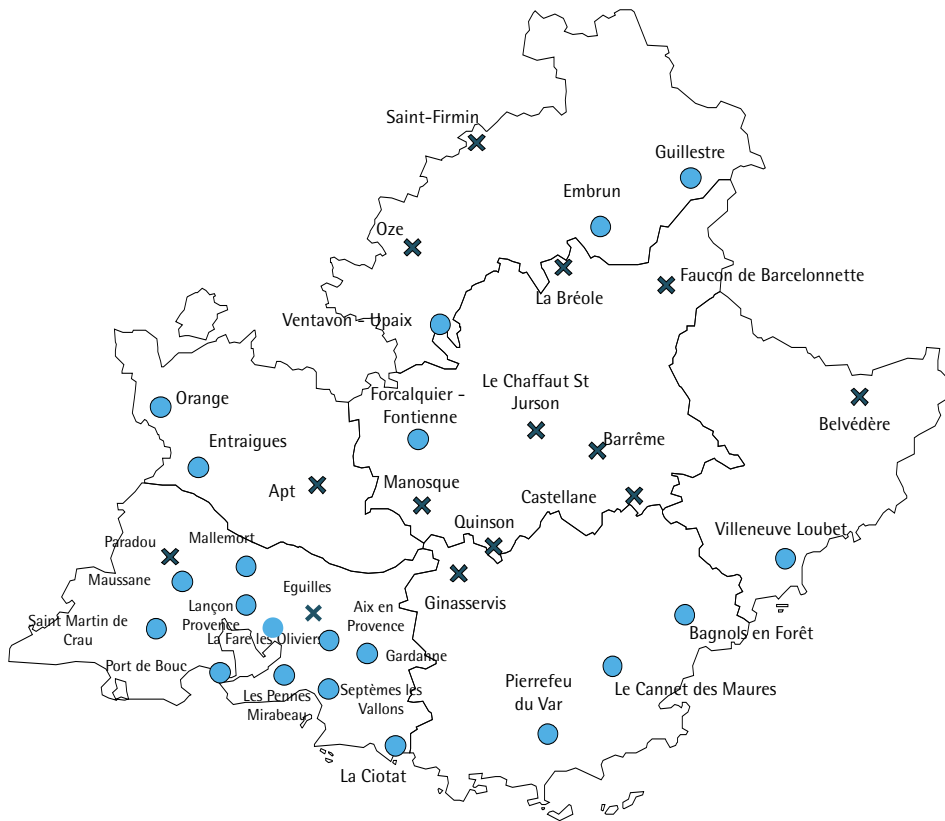 Saint-Firmin
Guillestre
Embrun
Oze
Faucon de Barcelonnette
La Bréole
Ventavon - Upaix
Le Chaffaut St
Jurson
Orange
Forcalquier -
Fontienne
Belvédère
Entraigues
Barrême
Apt
Manosque
Castellane
Quinson
Villeneuve Loubet
Mallemort
Paradou
Maussane
Eguilles
Ginasservis
Lançon
Provence
Aix en
Provence
Saint Martin de
Crau
La Fare les Oliviers
Bagnols en Forêt
Gardanne
Port de Bouc
Les Pennes
Mirabeau
Septèmes les
Vallons
Pierrefeu
du Var
Le Cannet des Maures
La Ciotat